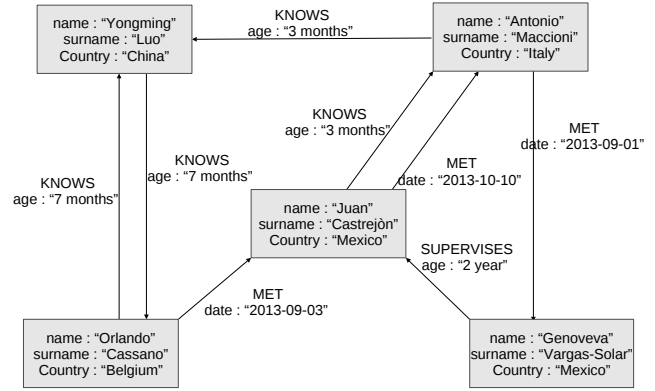 name : “Yongming”
surname : “Luo”
Country : “China”
KNOWS
age : “3 months”
name : “Antonio”
surname : “Maccioni”
Country : “Italy”
KNOWS
age : “3 months”
MET
date : “2013-09-01”
KNOWS
age : “7 months”
KNOWS
age : “7 months”
MET
date : “2013-10-10”
name : “Juan”
surname : “Castrejòn”
Country : “Mexico”
SUPERVISES
age : “2 year”
MET
date : “2013-09-03”
name : “Orlando”
surname : “Cassano”
Country : “Belgium”
name : “Genoveva”
surname : “Vargas-Solar”
Country : “Mexico”